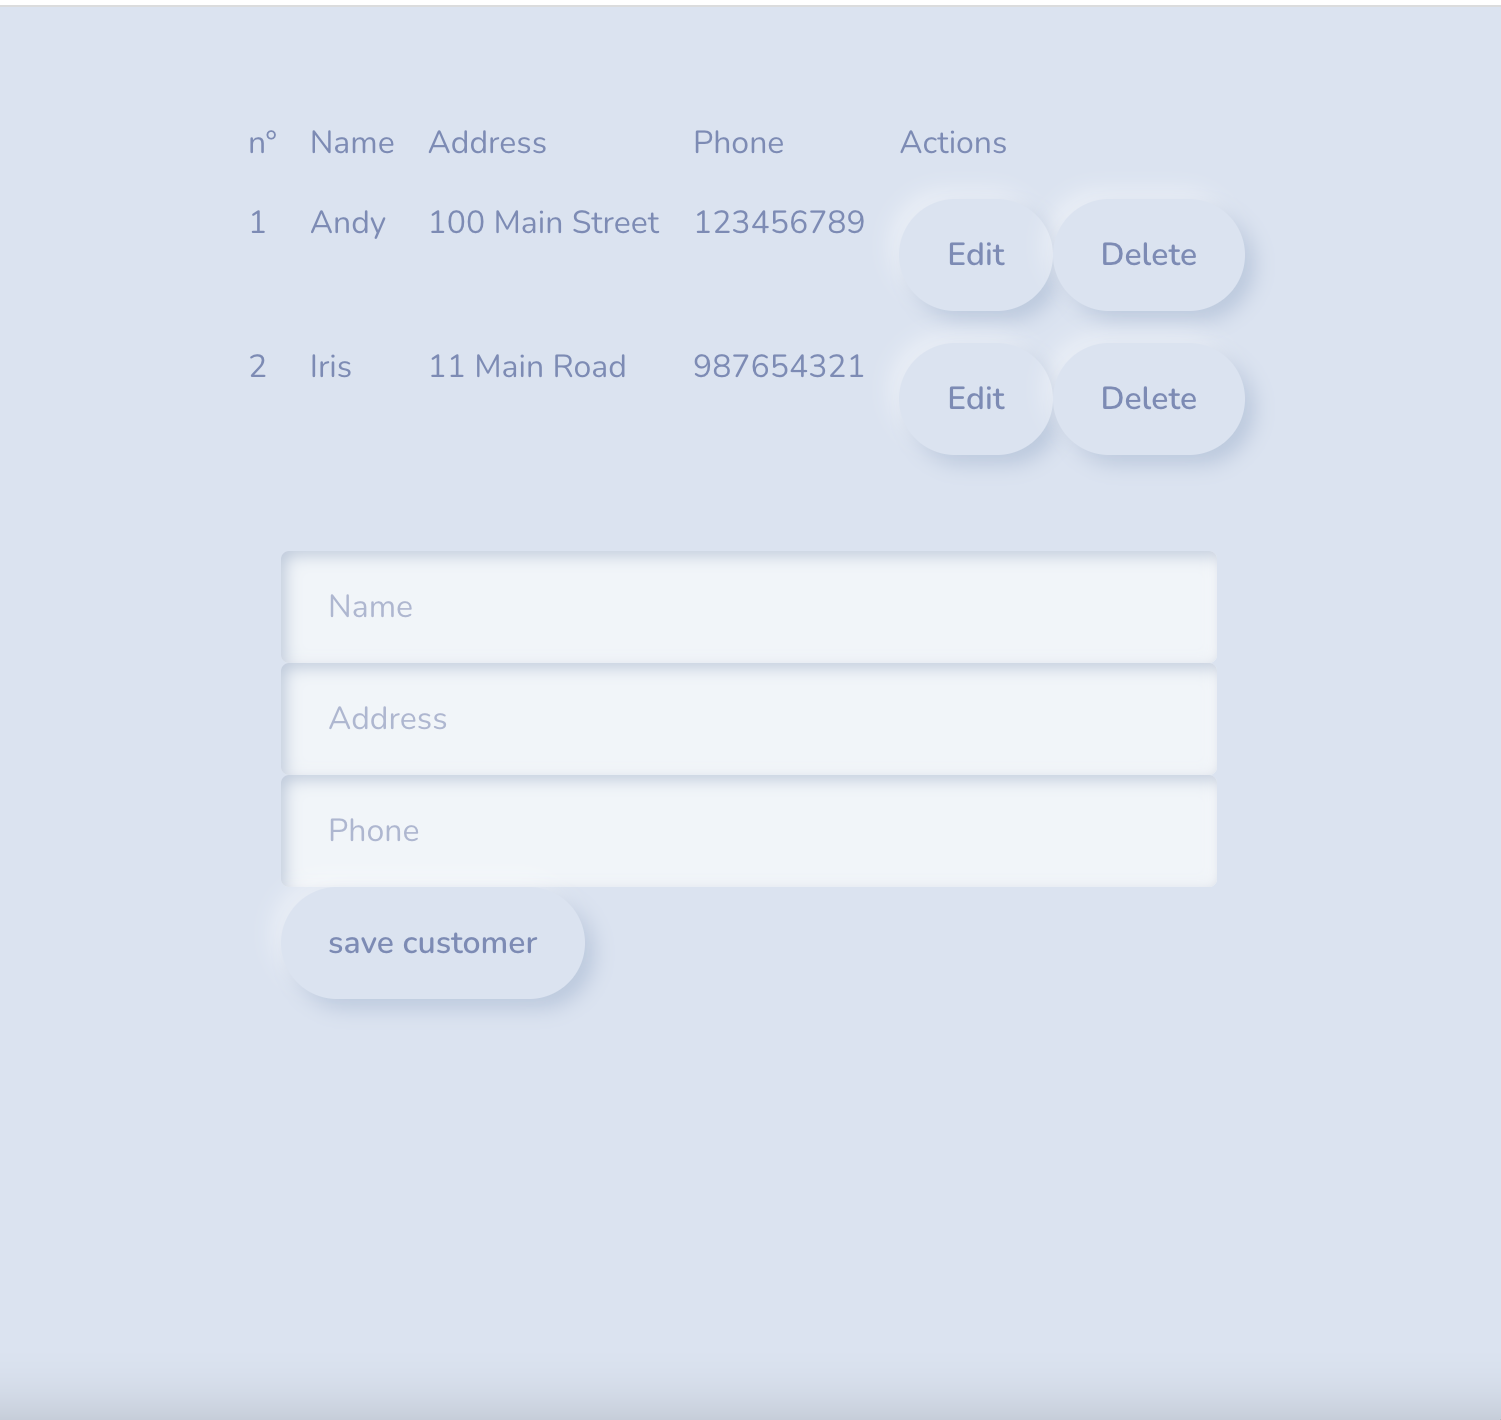 n° Name Address Phone Actions
1 Andy 100 Main Street 123456789 Edit Delete
2 Iris 11 Main Road 987654321 Edit Delete
Name
Address
Phone
save customer